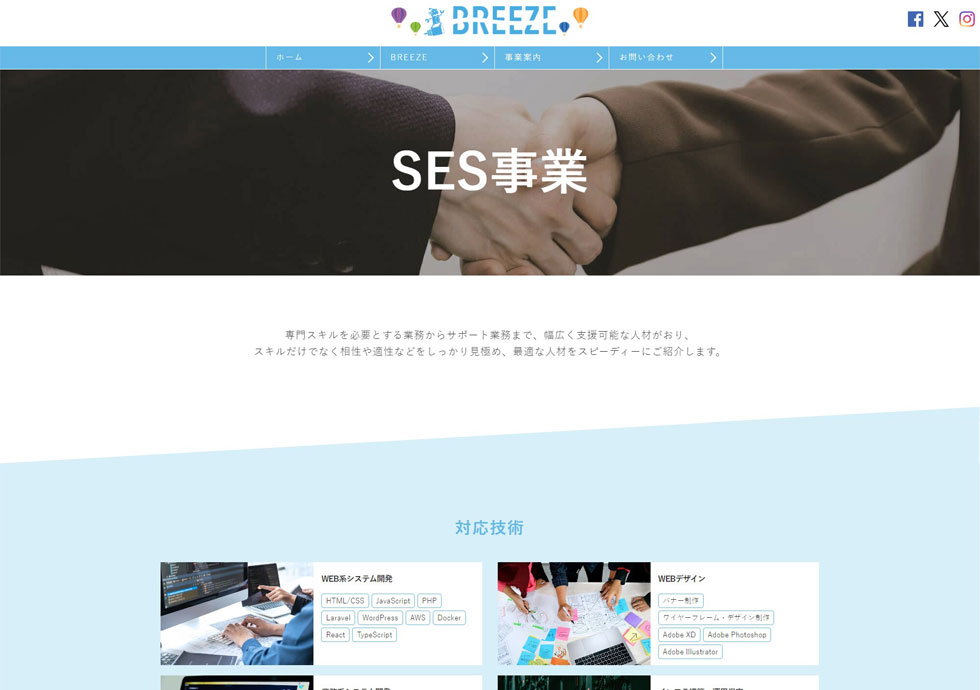 BREEZE
ホーム
BREEZE
事業案内
お問い合わせ
SES事業
専門スキルを必要とする業務からサポート業務まで、幅広く支援可能な人材がおり、
スキルだけでなく相性や適性などをしっかり見極め、最適な人材をスピーディーにご紹介します。
対応技術
WEB系システム開発
HTML/CSS JavaScript PHP
Laravel WordPress AWS Docker
React TypeScript
WEBデザイン
バナー制作
ワイヤーフレーム・デザイン制作
Adobe XD Adobe Photoshop
Adobe Illustrator